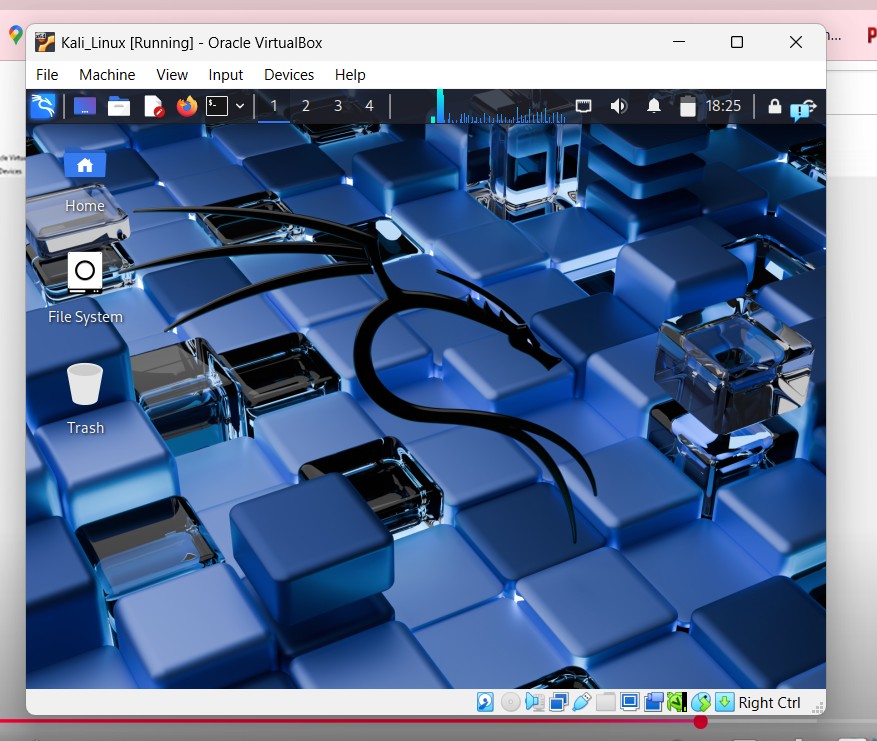 Kali_Linux [Running] - Oracle VirtualBox
File Machine View Input Devices Help
1 2 3 4 18:25
Home
File System
Trash
Right Ctrl